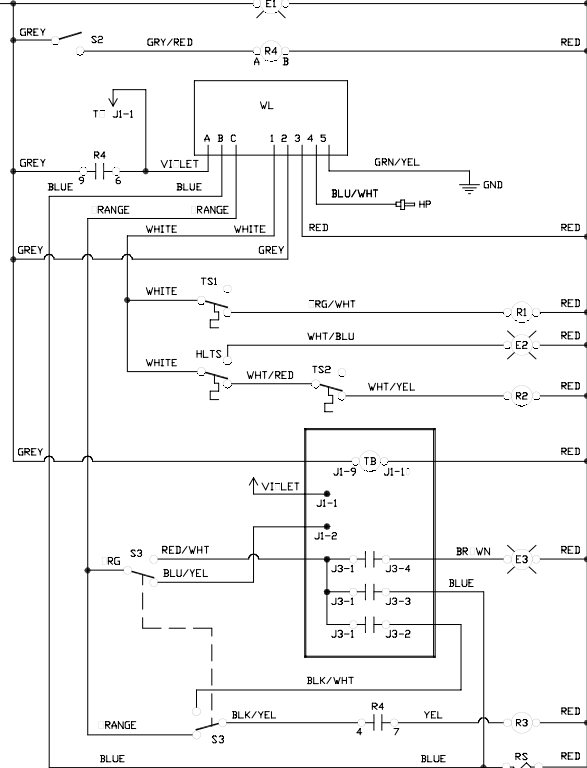 E1
GREY
S2
GRY/RED
R4
RED
A B
WL
J1-1
A B C 1 2 3 4 5
GREY
R4
GRN/YEL
9 6
BLUE
BLUE
BLU/WHT
HP
GND
WHITE
WHITE
RED
RED
GREY
GREY
TS1
WHITE
R1
RED
WHT/BLU
E2
RED
HLTS
WHITE
WHT/RED
TS2
WHT/YEL
R2
RED
GREY
TB
RED
J1-9
J1-1
J1-2
RED/WHT
S3
BLU/YEL
J3-1
J3-4
E3
RED
J3-1
J3-3
BLUE
J3-1
J3-2
BLK/WHT
BLK/YEL
R4
YEL
R3
RED
4 7
S3
BLUE
BLUE
RS
RED